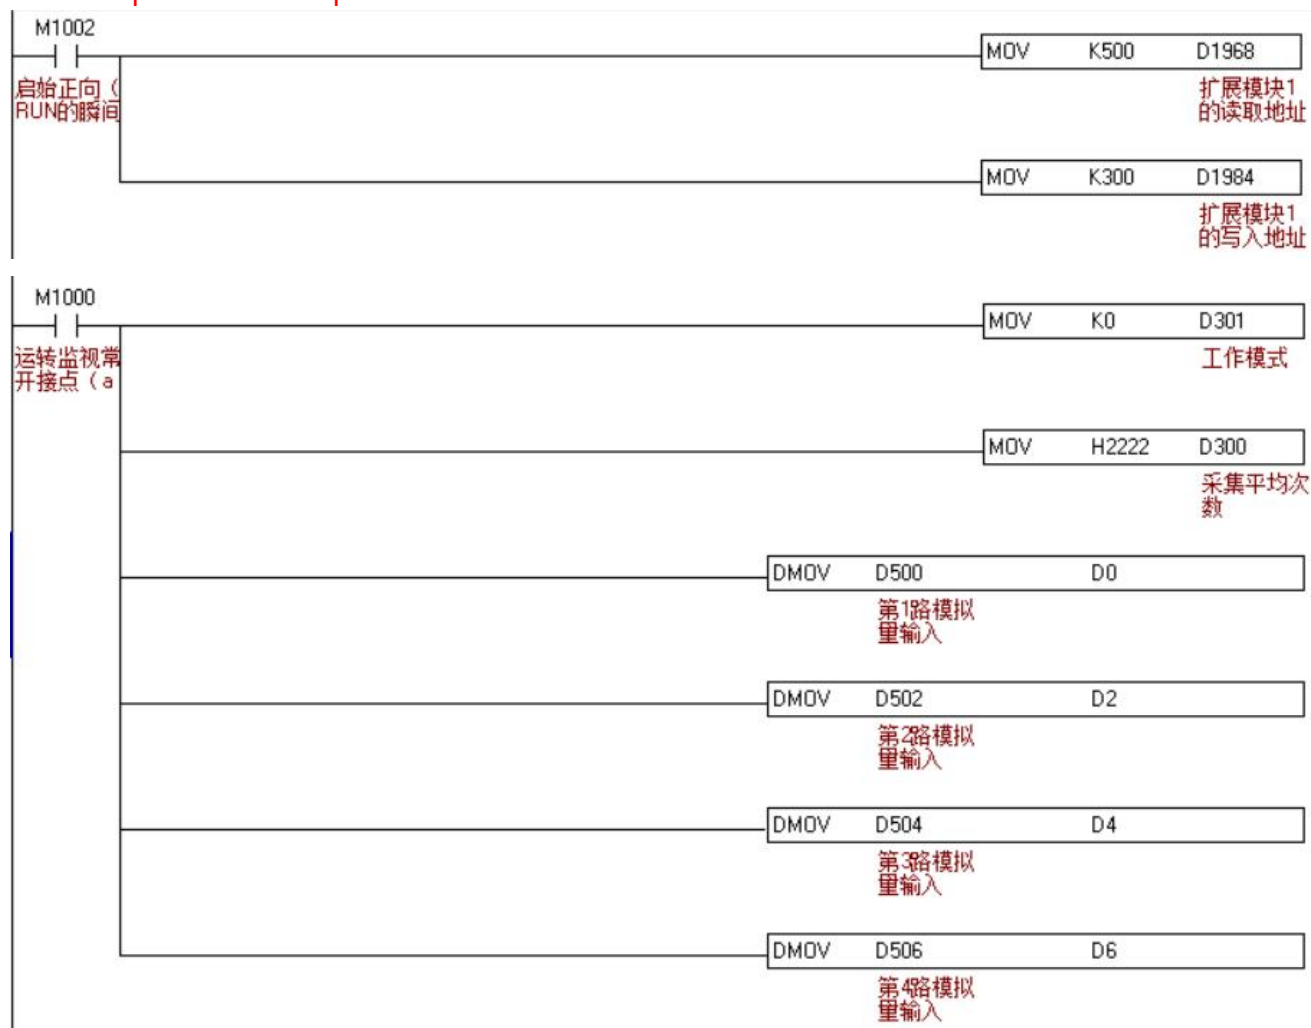 M1002
MOV K500 D1968
启始正向（
RUN的瞬间
扩展模块1
的读取地址
MOV K300 D1984
扩展模块1
的写入地址
M1000
MOV K0 D301
运转监视常
开接点（a
工作模式
MOV H2222 D300
采集平均次
数
DMOV D500 D0
第1路模拟
量输入
DMOV D502 D2
第2路模拟
量输入
DMOV D504 D4
第3路模拟
量输入
DMOV D506 D6
第4路模拟
量输入